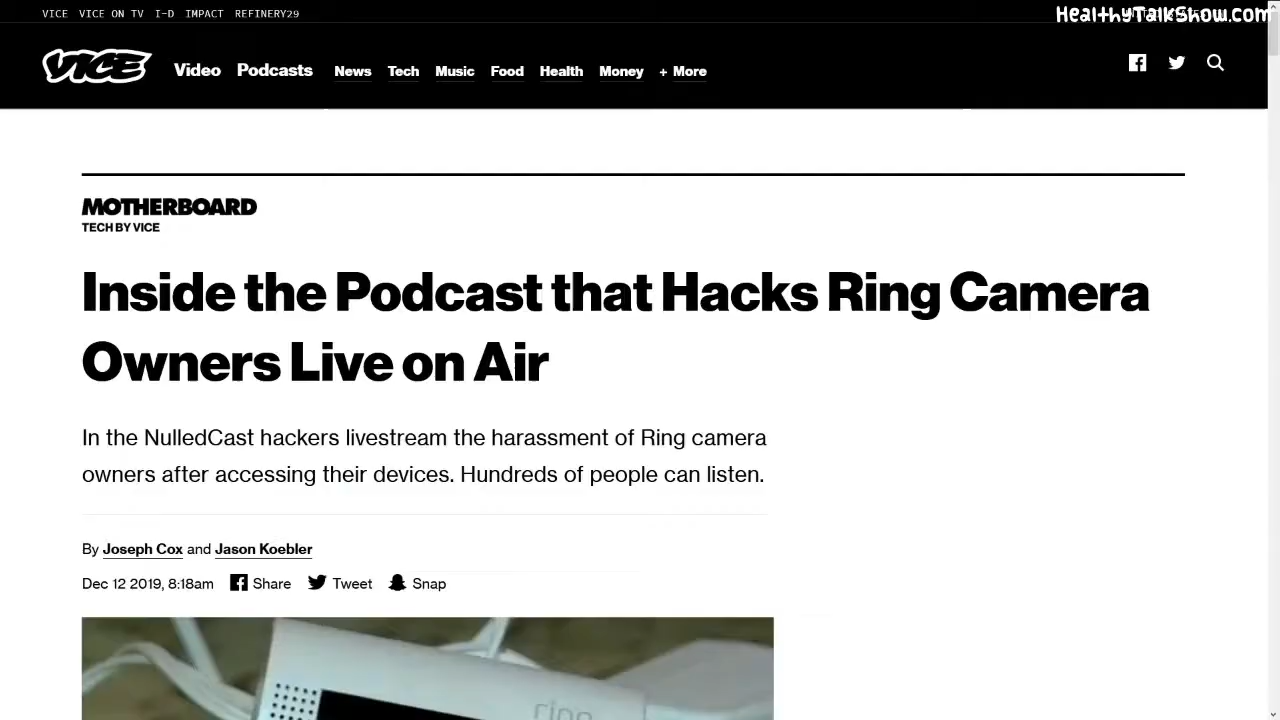 VICE VICE ON TV I-D IMPACT REFINERY29
HealthyTalkShow.com
VICE Video Podcasts News Tech Music Food Health Money + More
MOTHERBOARD
TECH BY VICE
Inside the Podcast that Hacks Ring Camera
Owners Live on Air
In the NulledCast hackers livestream the harassment of Ring camera
owners after accessing their devices. Hundreds of people can listen.
By Joseph Cox and Jason Koebler
Dec 12 2019, 8:18am Share Tweet Snap
ring